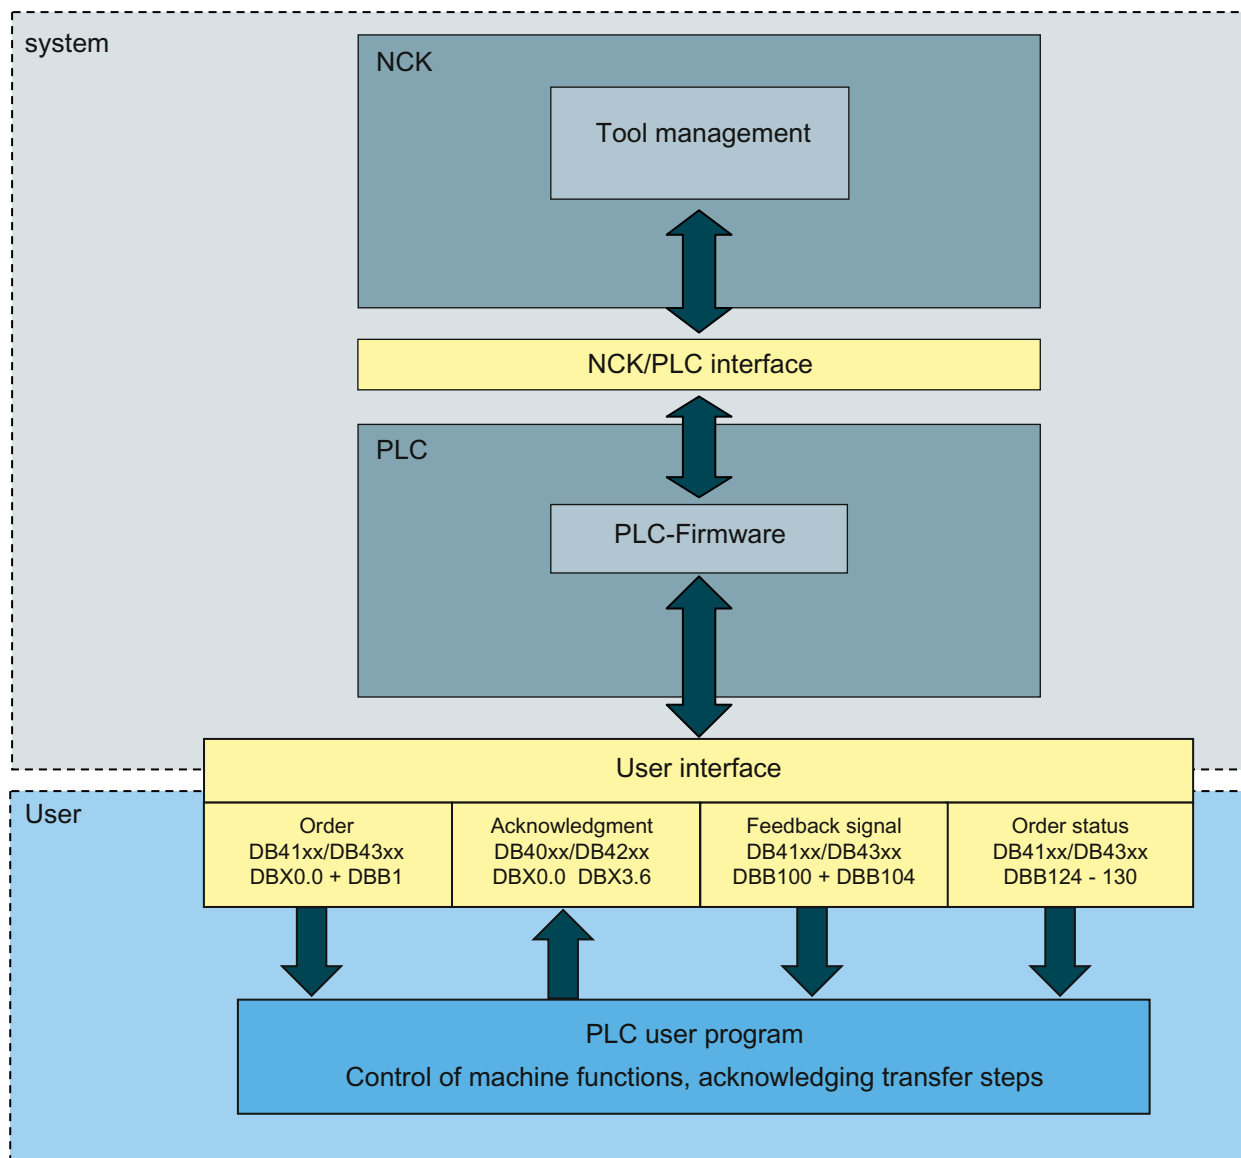 system
NCK
Tool management
NCK/PLC interface
PLC
PLC-Firmware
User interface
User
Order
DB41xx/DB43xx
DBX0.0 + DBB1
Acknowledgment
DB40xx/DB42xx
DBX0.0 DBX3.6
Feedback signal
DB41xx/DB43xx
DBB100 + DBB104
Order status
DB41xx/DB43xx
DBB124 - 130
PLC user program
Control of machine functions, acknowledging transfer steps